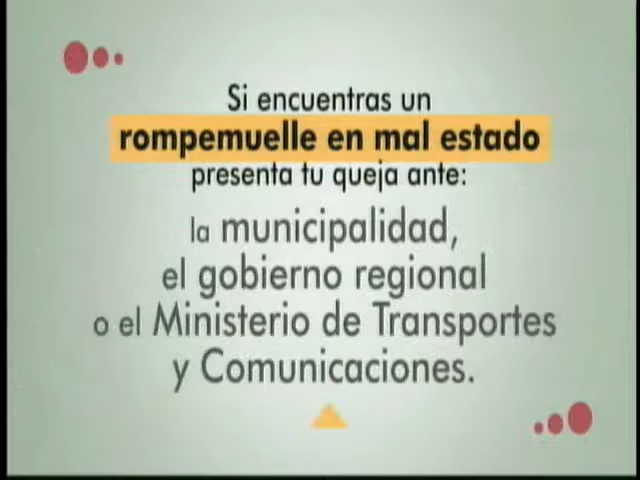 Si encuentras un
rompemuelle en mal estado
presenta tu queja ante:
la municipalidad,
el gobierno regional
o el Ministerio de Transportes
y Comunicaciones.